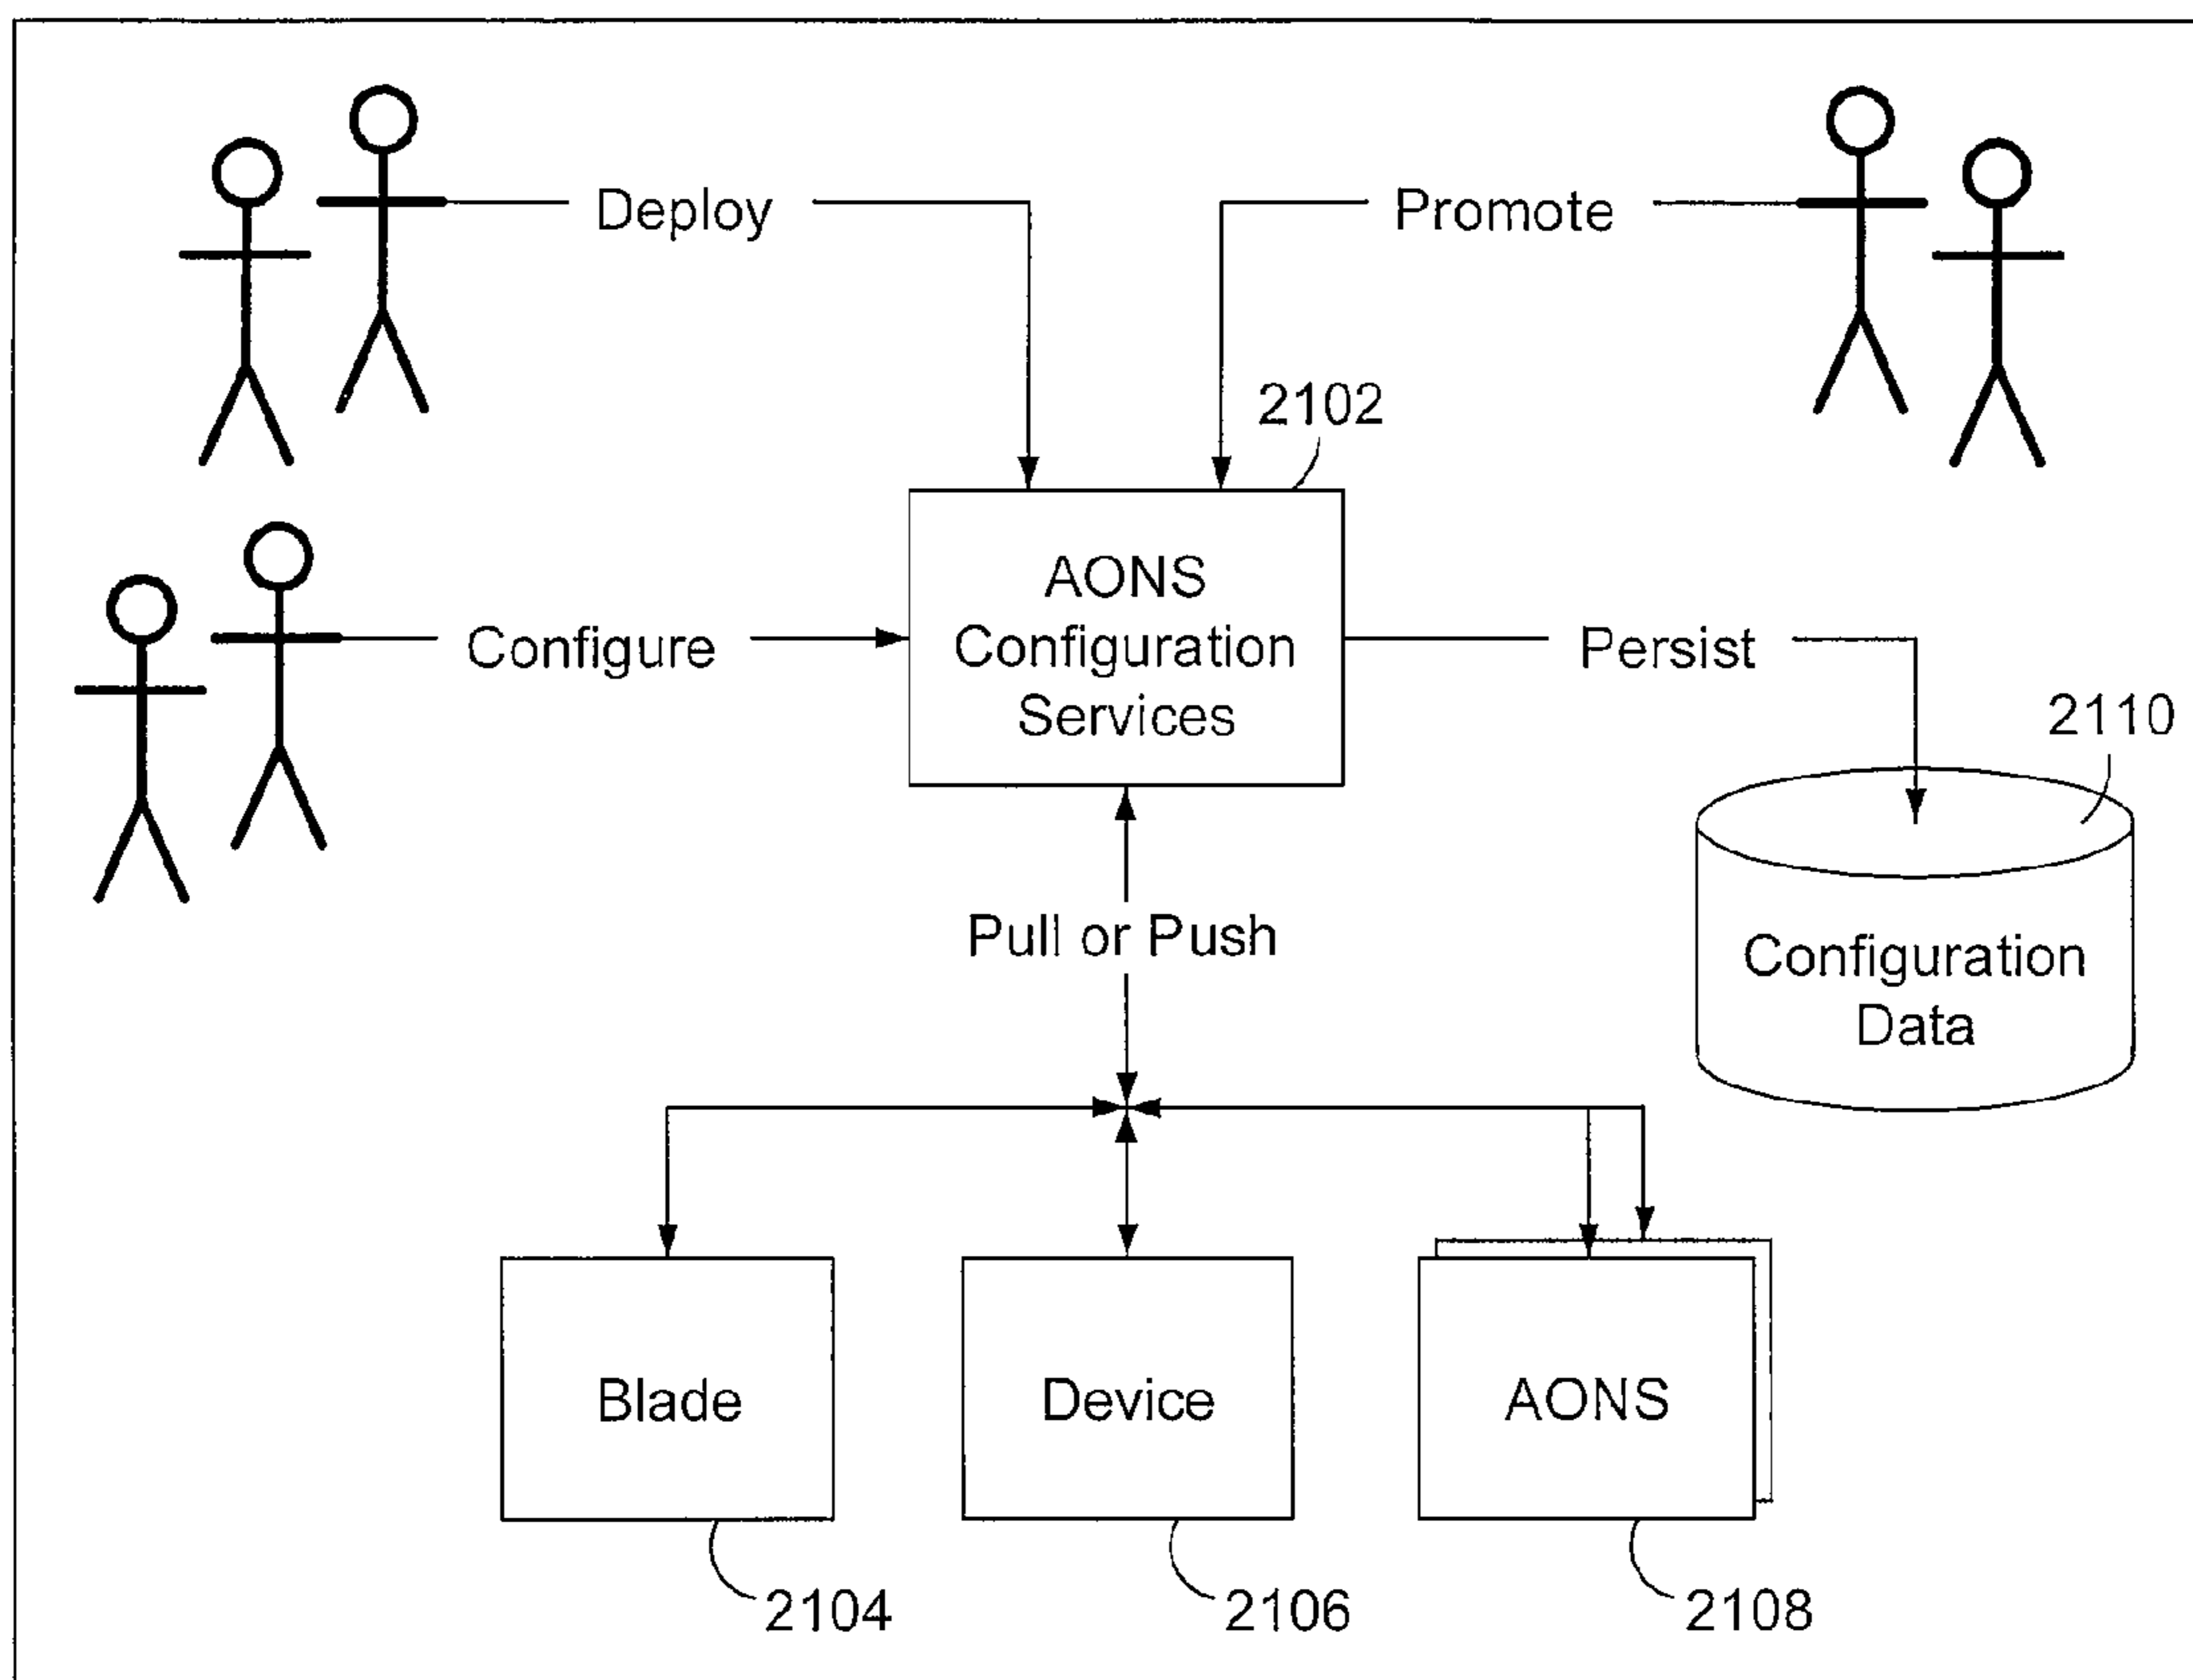 Deploy
Promote
2102
AONS
Configuration
Services
Configure
Persist
2110
Pull or Push
Configuration
Data
Blade
Device
AONS
2104
2106
2108